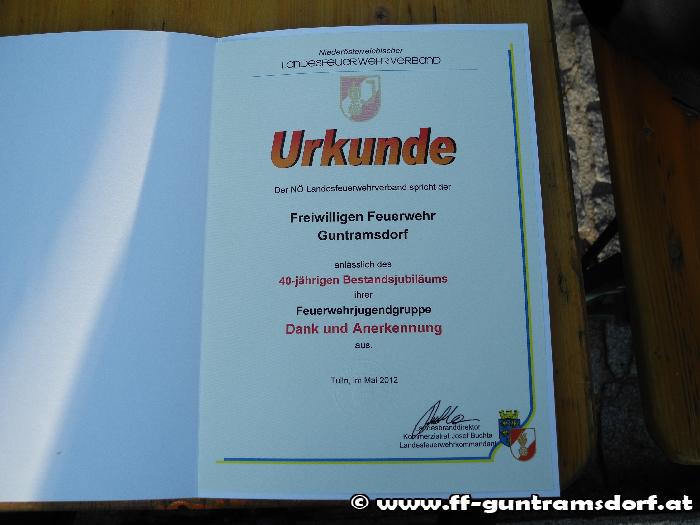 Niederösterreichischer
LANDESFEUERWEHRVERBAND
Urkunde
Der NÖ Landesfeuerwehrverband spricht der
Freiwilligen Feuerwehr
Guntramsdorf
anlässlich des
40-jährigen Bestandsjubiläums
ihrer
Feuerwehrjugendgruppe
Dank und Anerkennung
aus.
Tulln, im Mai 2012
Landesbranddirektor
Kommerzialrat Josef Buchta
Landesfeuerwehrkommandant
© www.ff-guntramsdorf.at